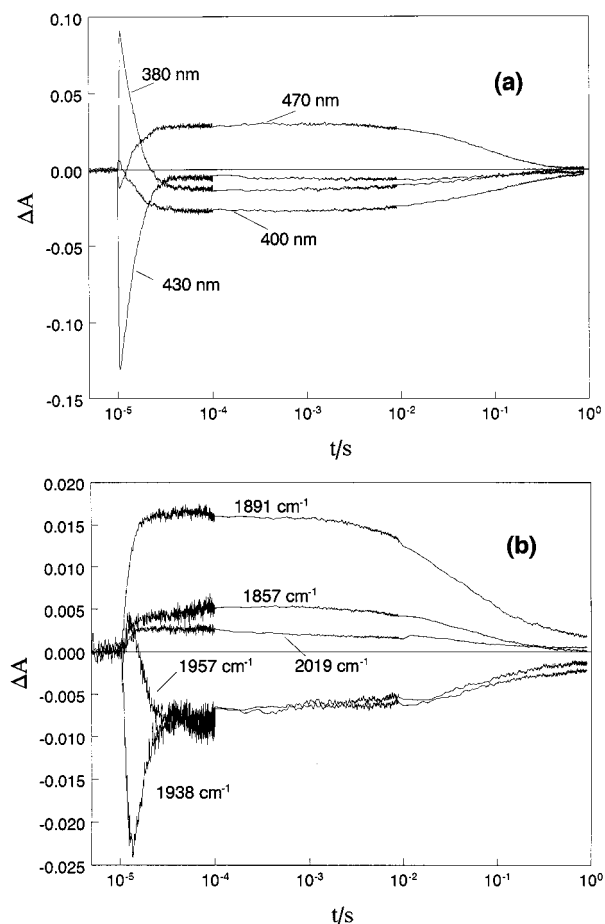 0.10
(a)
380 nm
470 nm
0.05
0.00
ΔA
-0.05
400 nm
430 nm
-0.10
-0.15
10⁻⁵ 10⁻⁴ 10⁻³ 10⁻² 10⁻¹ 10⁰
t/s
0.020
1891 cm⁻¹
0.015
(b)
0.010
1857 cm⁻¹
0.005
0.000
1957 cm⁻¹
2019 cm⁻¹
ΔA
-0.005
-0.010
1938 cm⁻¹
-0.015
-0.020
-0.025
10⁻⁵ 10⁻⁴ 10⁻³ 10⁻² 10⁻¹ 10⁰
t/s